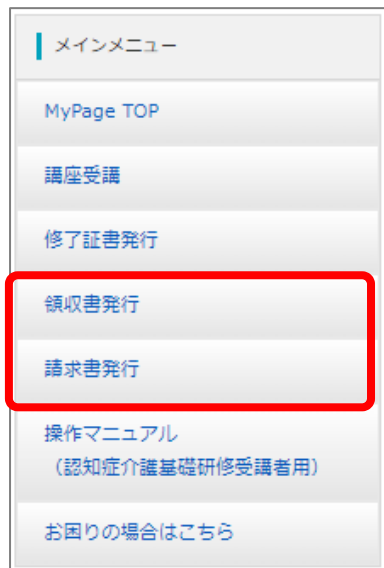 メインメニュー
MyPage TOP
講座受講
修了証書発行
領収書発行
請求書発行
操作マニュアル
（認知症介護基礎研修受講者用）
お困りの場合はこちら